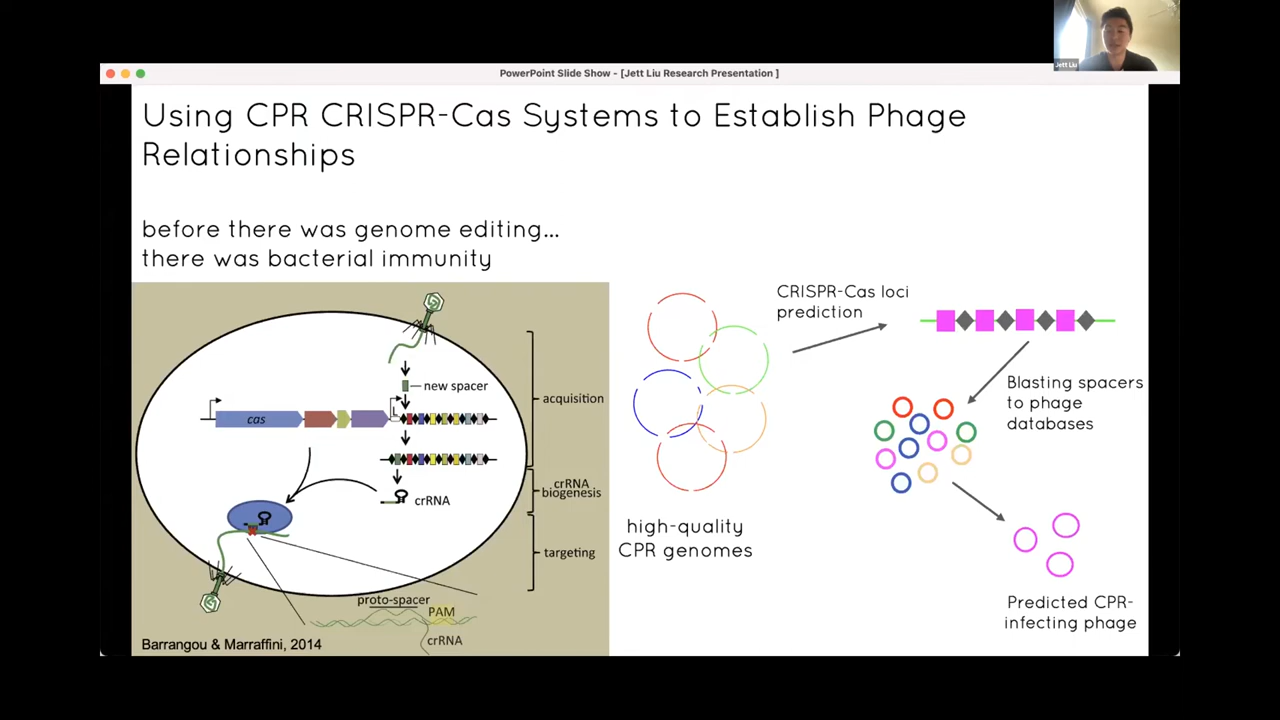 Jett Liu
PowerPoint Slide Show - [Jett Liu Research Presentation ]
Using CPR CRISPR-Cas Systems to Establish Phage
Relationships
before there was genome editing...
there was bacterial immunity
new spacer
cas
acquisition
crRNA
crRNA
biogenesis
targeting
proto-spacer
PAM
crRNA
Barrangou & Marraffini, 2014
high-quality
CPR genomes
CRISPR-Cas loci
prediction
Blasting spacers
to phage
databases
Predicted CPR-
infecting phage